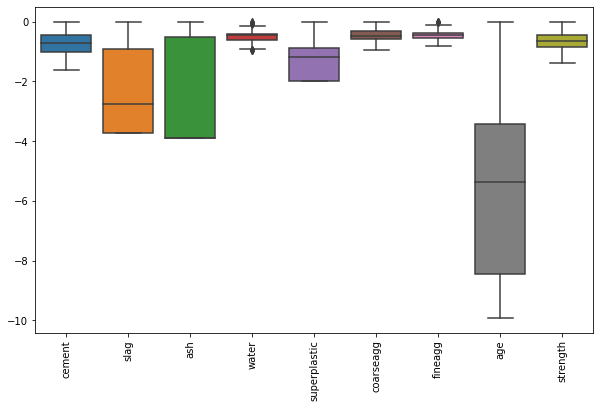 0
−2
−4
−6
−8
−10
cement
slag
ash
water
superplastic
coarseagg
fineagg
age
strength